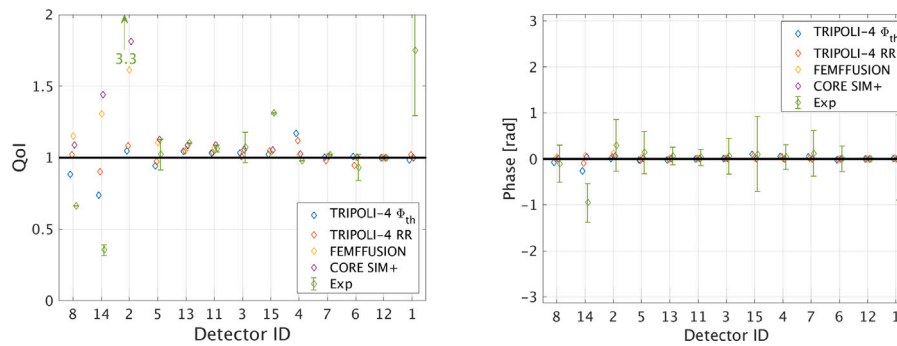 2
1.5
1
0.5
0
QoI
3.3
TRIPOLI-4 Φth
TRIPOLI-4 RR
FEMFFUSION
CORE SIM+
Exp
8 14 2 5 13 11 3 15 4 7 6 12 1
Detector ID
3
2
1
0
-1
-2
-3
Phase [rad]
TRIPOLI-4 Φth
TRIPOLI-4 RR
FEMFFUSION
CORE SIM+
Exp
8 14 2 5 13 11 3 15 4 7 6 12 1
Detector ID